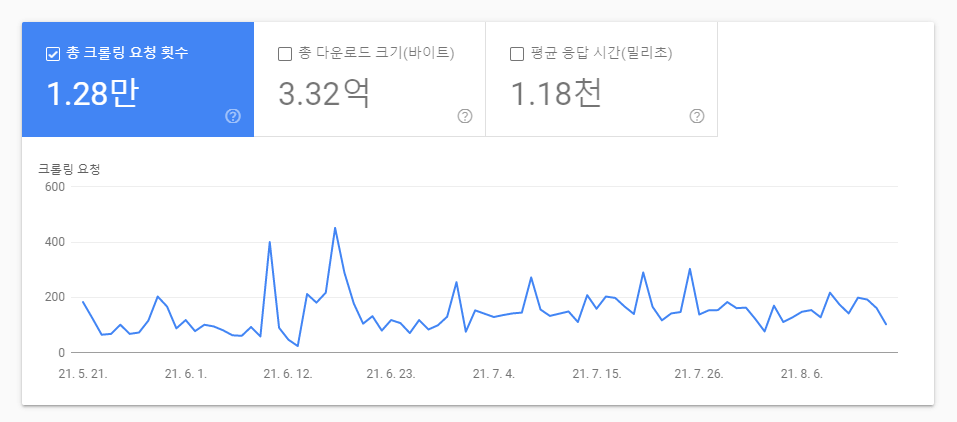 총 크롤링 요청 횟수
1.28만
총 다운로드 크기(바이트)
3.32억
평균 응답 시간(밀리초)
1.18천
크롤링 요청
600
400
200
0
21. 5. 21.
21. 6. 1.
21. 6. 12.
21. 6. 23.
21. 7. 4.
21. 7. 15.
21. 7. 26.
21. 8. 6.